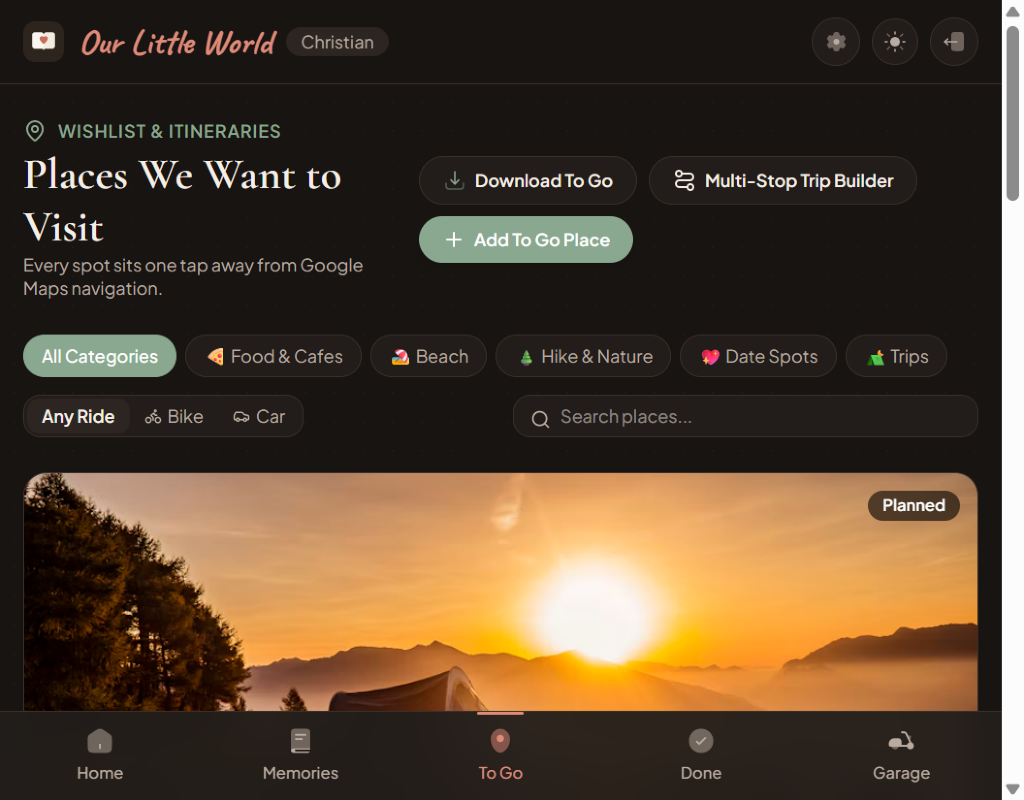 Our Little World
Christian
WISHLIST & ITINERARIES
Places We Want to
Visit
Every spot sits one tap away from Google
Maps navigation.
Download To Go
Multi-Stop Trip Builder
Add To Go Place
All Categories
Food & Cafes
Beach
Hike & Nature
Date Spots
Trips
Any Ride
Bike
Car
Search places...
Planned
Home
Memories
To Go
Done
Garage